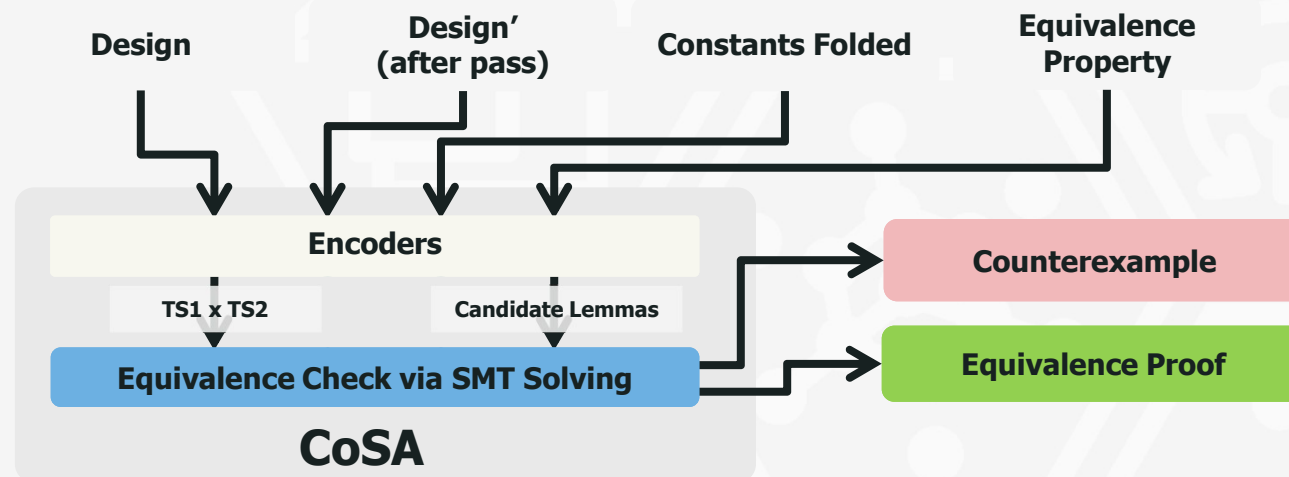 Design
Design’
(after pass)
Constants Folded
Equivalence
Property
Encoders
TS1 x TS2
Candidate Lemmas
Equivalence Check via SMT Solving
CoSA
Counterexample
Equivalence Proof